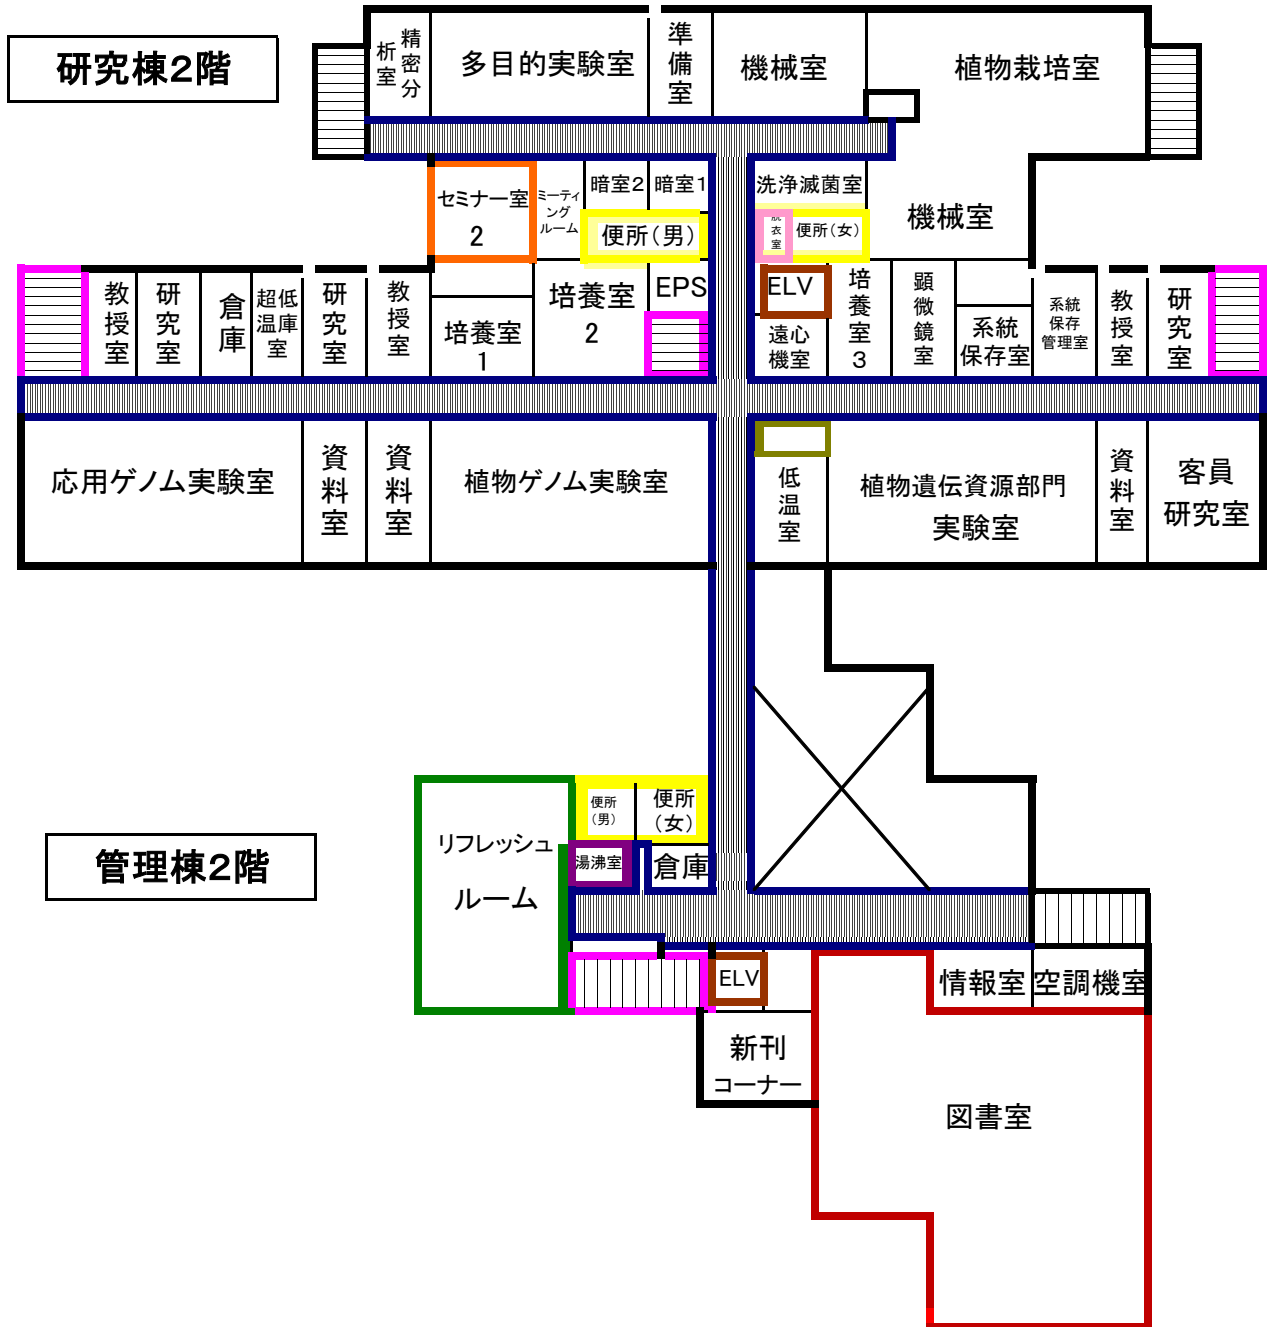 研究棟2階
精密分
析室
多目的実験室
準備室
機械室
植物栽培室
セミナー室
2
ミーティ
ング
ルーム
暗室2
暗室1
便所(男)
洗浄滅菌室
脱衣室
便所(女)
機械室
教授室
研究室
倉庫
超低
温庫
室
研究室
教授室
培養室
1
培養室
2
EPS
ELV
遠心
機室
培養室3
顕微鏡室
系統
保存室
系統
保存
管理室
教授室
研究室
応用ゲノム実験室
資料室
資料室
植物ゲノム実験室
低温室
植物遺伝資源部門
実験室
資料室
客員
研究室
管理棟2階
リフレッシュ
ルーム
便所
(男)
便所
(女)
湯沸室
倉庫
ELV
新刊
コーナー
情報室
空調機室
図書室